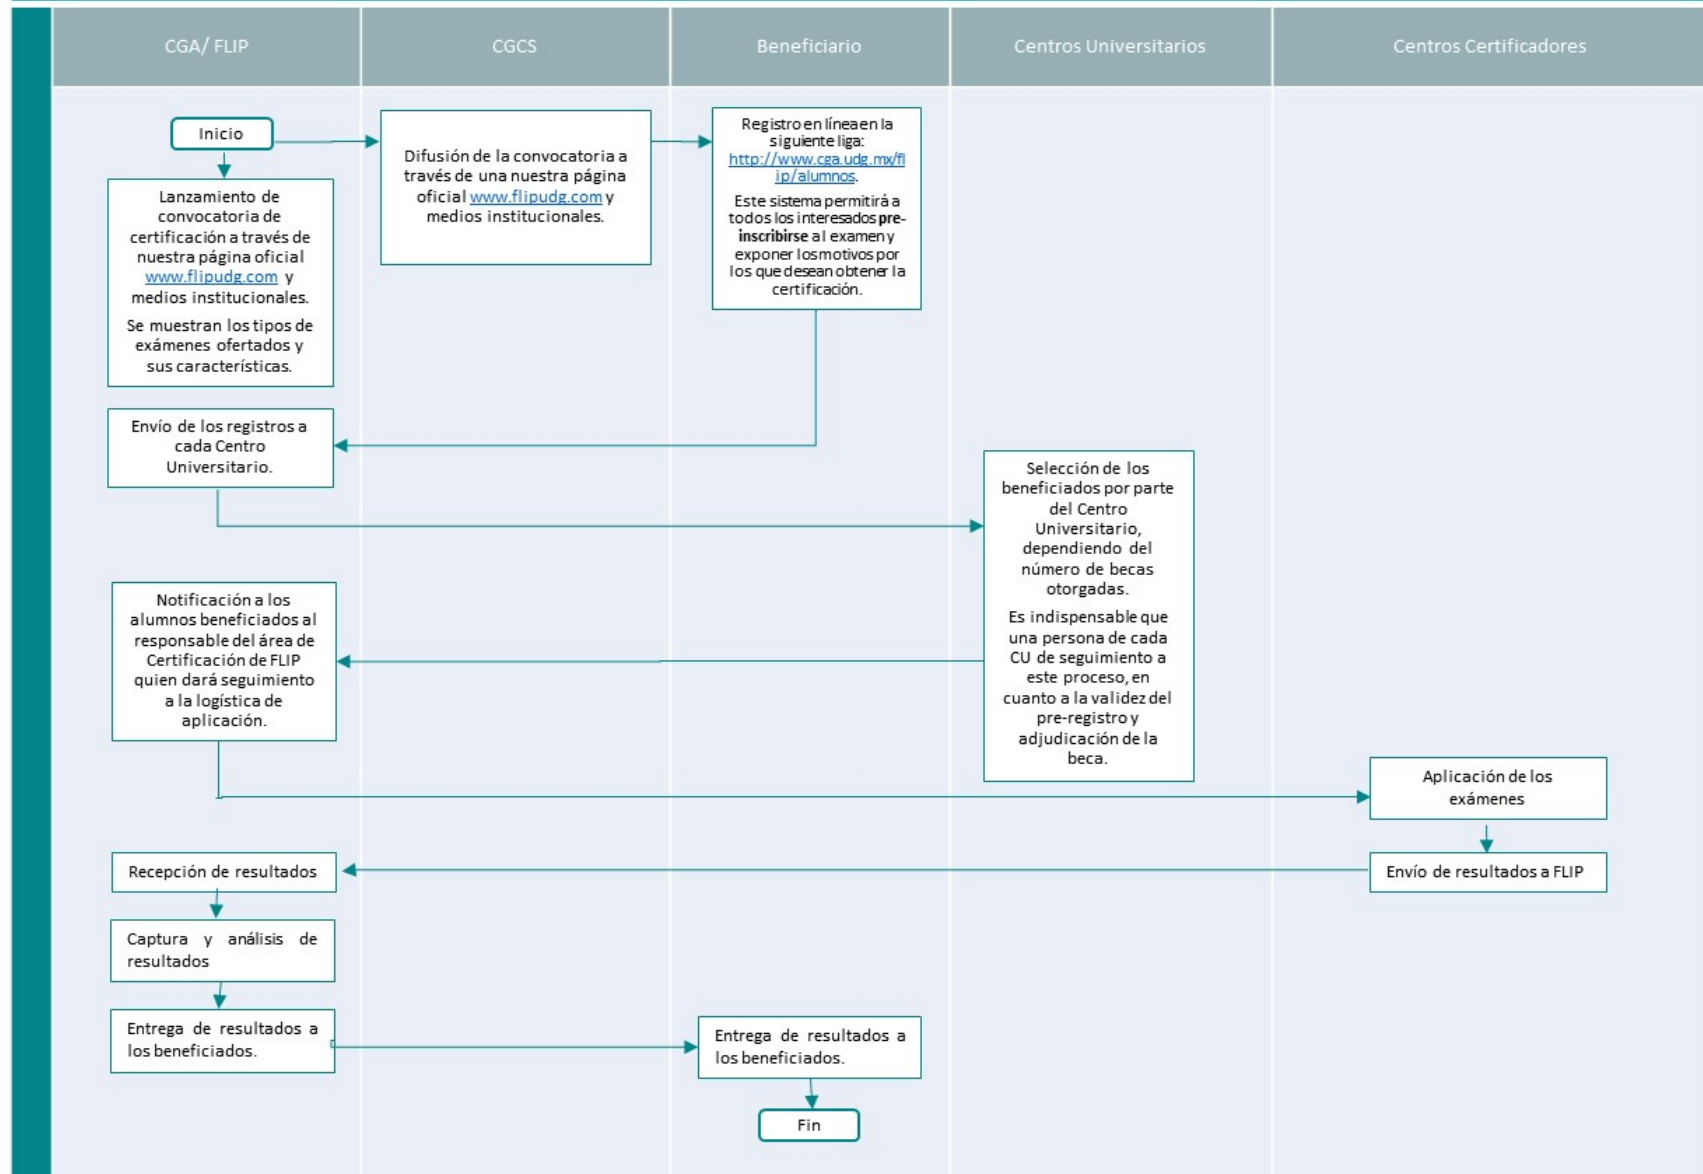 CGA/ FLIP
CGCS
Beneficiario
Centros Universitarios
Centros Certificadores
Inicio
Lanzamiento de
convocatoria de
certificación a través de
nuestra página oficial
www.flipudg.com y
medios institucionales.
Se muestran los tipos de
exámenes ofertados y
sus características.
Difusión de la convocatoria a
través de una nuestra página
oficial www.flipudg.com y
medios institucionales.
Registro en línea en la
siguiente liga:
http://www.cga.udg.mx/fl
ip/alumnos.
Este sistema permitirá a
todos los interesados pre-
inscribirse al examen y
exponer los motivos por
los que desean obtener la
certificación.
Envío de los registros a
cada Centro
Universitario.
Selección de los
beneficiados por parte
del Centro
Universitario,
dependiendo del
número de becas
otorgadas.
Es indispensable que
una persona de cada
CU de seguimiento a
este proceso, en
cuanto a la validez del
pre-registro y
adjudicación de la
beca.
Notificación a los
alumnos beneficiados al
responsable del área de
Certificación de FLIP
quien dará seguimiento
a la logística de
aplicación.
Aplicación de los
exámenes
Envío de resultados a FLIP
Recepción de resultados
Captura y análisis de
resultados
Entrega de resultados a
los beneficiados.
Entrega de resultados a
los beneficiados.
Fin